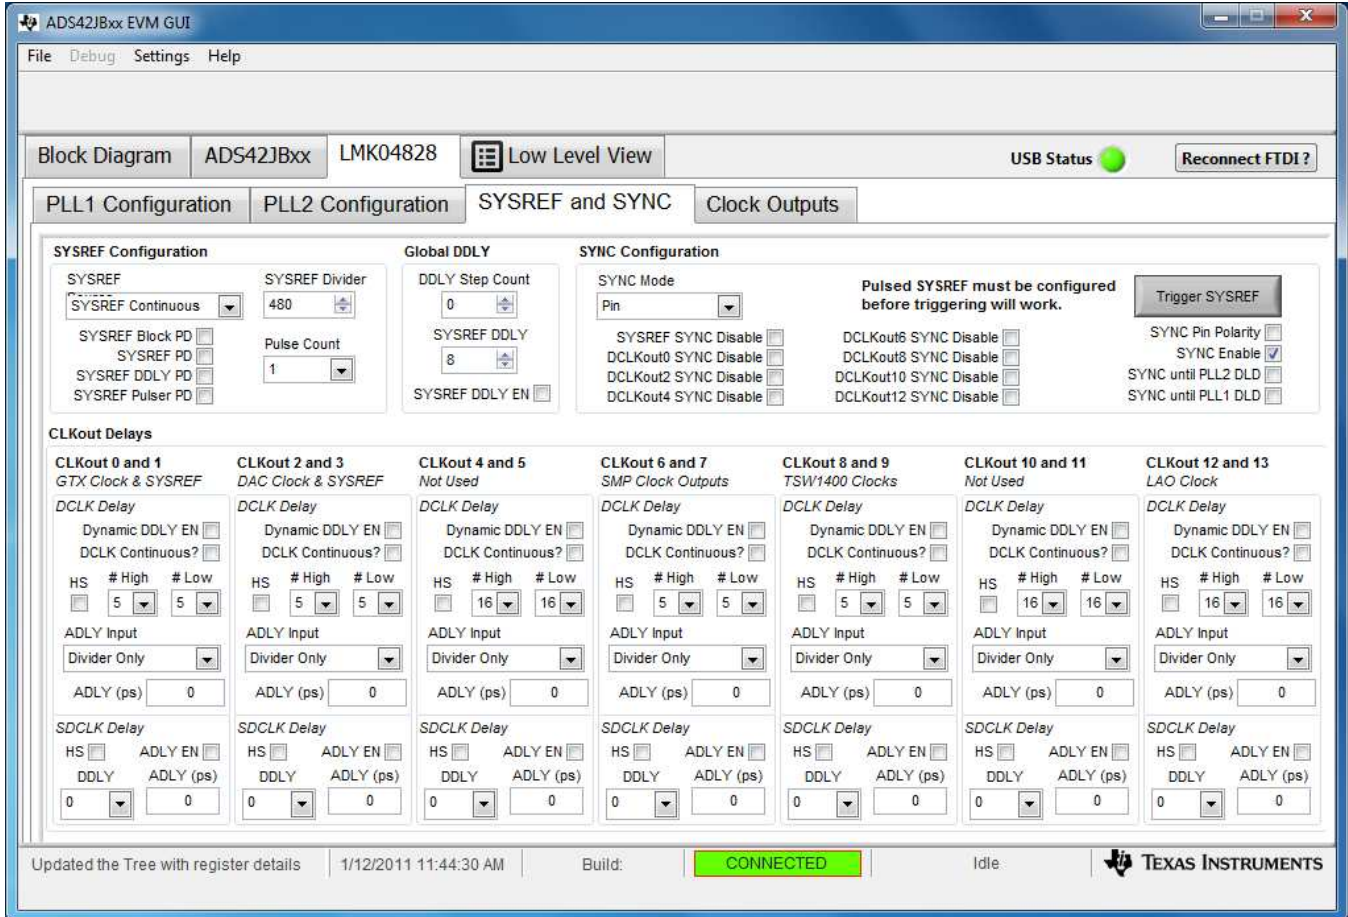 ADS42JBxx EVM GUI
File Debug Settings Help
Block Diagram ADS42JBxx LMK04828 Low Level View USB Status Reconnect FTDI ?
PLL1 Configuration PLL2 Configuration SYSREF and SYNC Clock Outputs
SYSREF Configuration Global DDLY SYNC Configuration
SYSREF SYSREF Divider DDLY Step Count SYNC Mode Pulsed SYSREF must be configured
SYSREF Continuous 480 0 Pin before triggering will work. Trigger SYSREF
SYSREF Block PD Pulse Count SYSREF DDLY SYSREF SYNC Disable DCLKout6 SYNC Disable SYNC Pin Polarity
SYSREF PD 1 8 DCLKout0 SYNC Disable DCLKout8 SYNC Disable SYNC Enable
SYSREF DDLY PD DCLKout2 SYNC Disable DCLKout10 SYNC Disable SYNC until PLL2 DLD
SYSREF Pulser PD SYSREF DDLY EN DCLKout4 SYNC Disable DCLKout12 SYNC Disable SYNC until PLL1 DLD
CLKout Delays
CLKout 0 and 1 CLKout 2 and 3 CLKout 4 and 5 CLKout 6 and 7 CLKout 8 and 9 CLKout 10 and 11 CLKout 12 and 13
GTX Clock & SYSREF DAC Clock & SYSREF Not Used SMP Clock Outputs TSW1400 Clocks Not Used LAO Clock
DCLK Delay DCLK Delay DCLK Delay DCLK Delay DCLK Delay DCLK Delay DCLK Delay
Dynamic DDLY EN Dynamic DDLY EN Dynamic DDLY EN Dynamic DDLY EN Dynamic DDLY EN Dynamic DDLY EN Dynamic DDLY EN
DCLK Continuous? DCLK Continuous? DCLK Continuous? DCLK Continuous? DCLK Continuous? DCLK Continuous? DCLK Continuous?
HS # High # Low HS # High # Low HS # High # Low HS # High # Low HS # High # Low HS # High # Low HS # High # Low
5 5 5 5 16 16 5 5 5 5 16 16 16 16
ADLY Input ADLY Input ADLY Input ADLY Input ADLY Input ADLY Input ADLY Input
Divider Only Divider Only Divider Only Divider Only Divider Only Divider Only Divider Only
ADLY (ps) 0 ADLY (ps) 0 ADLY (ps) 0 ADLY (ps) 0 ADLY (ps) 0 ADLY (ps) 0 ADLY (ps) 0
SDCLK Delay SDCLK Delay SDCLK Delay SDCLK Delay SDCLK Delay SDCLK Delay SDCLK Delay
HS ADLY EN HS ADLY EN HS ADLY EN HS ADLY EN HS ADLY EN HS ADLY EN HS ADLY EN
DDLY ADLY (ps) DDLY ADLY (ps) DDLY ADLY (ps) DDLY ADLY (ps) DDLY ADLY (ps) DDLY ADLY (ps) DDLY ADLY (ps)
0 0 0 0 0 0 0 0 0 0 0 0 0 0
Updated the Tree with register details 1/12/2011 11:44:30 AM Build: CONNECTED Idle TEXAS INSTRUMENTS